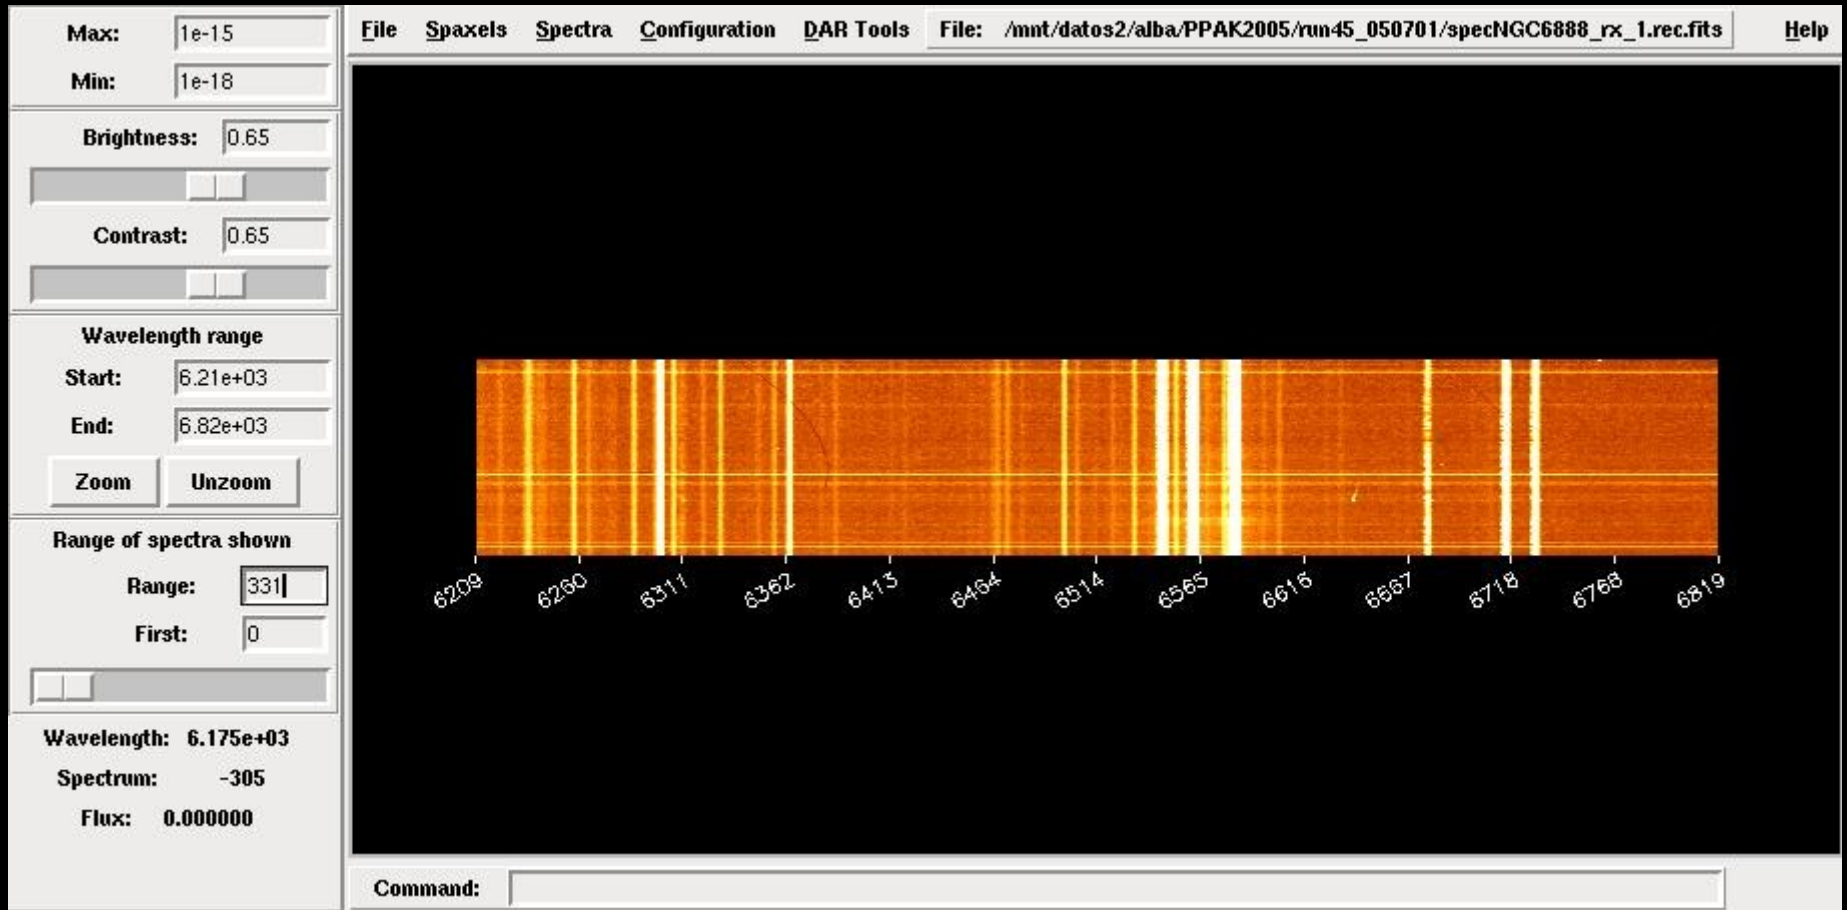 Max: 1e-15
Min: 1e-18
Brightness: 0.65
Contrast: 0.65
Wavelength range
Start: 6.21e+03
End: 6.82e+03
Zoom Unzoom
Range of spectra shown
Range: 331
First: 0
Wavelength: 6.175e+03
Spectrum: -305
Flux: 0.000000
File Spaxels Spectra Configuration DAR Tools File: /mnt/datos2/alba/PPAK2005/run45_050701/specNGC6888_rx_1.rec.fits Help
6209 6260 6311 6362 6413 6464 6514 6565 6616 6667 6718 6768 6819
Command: